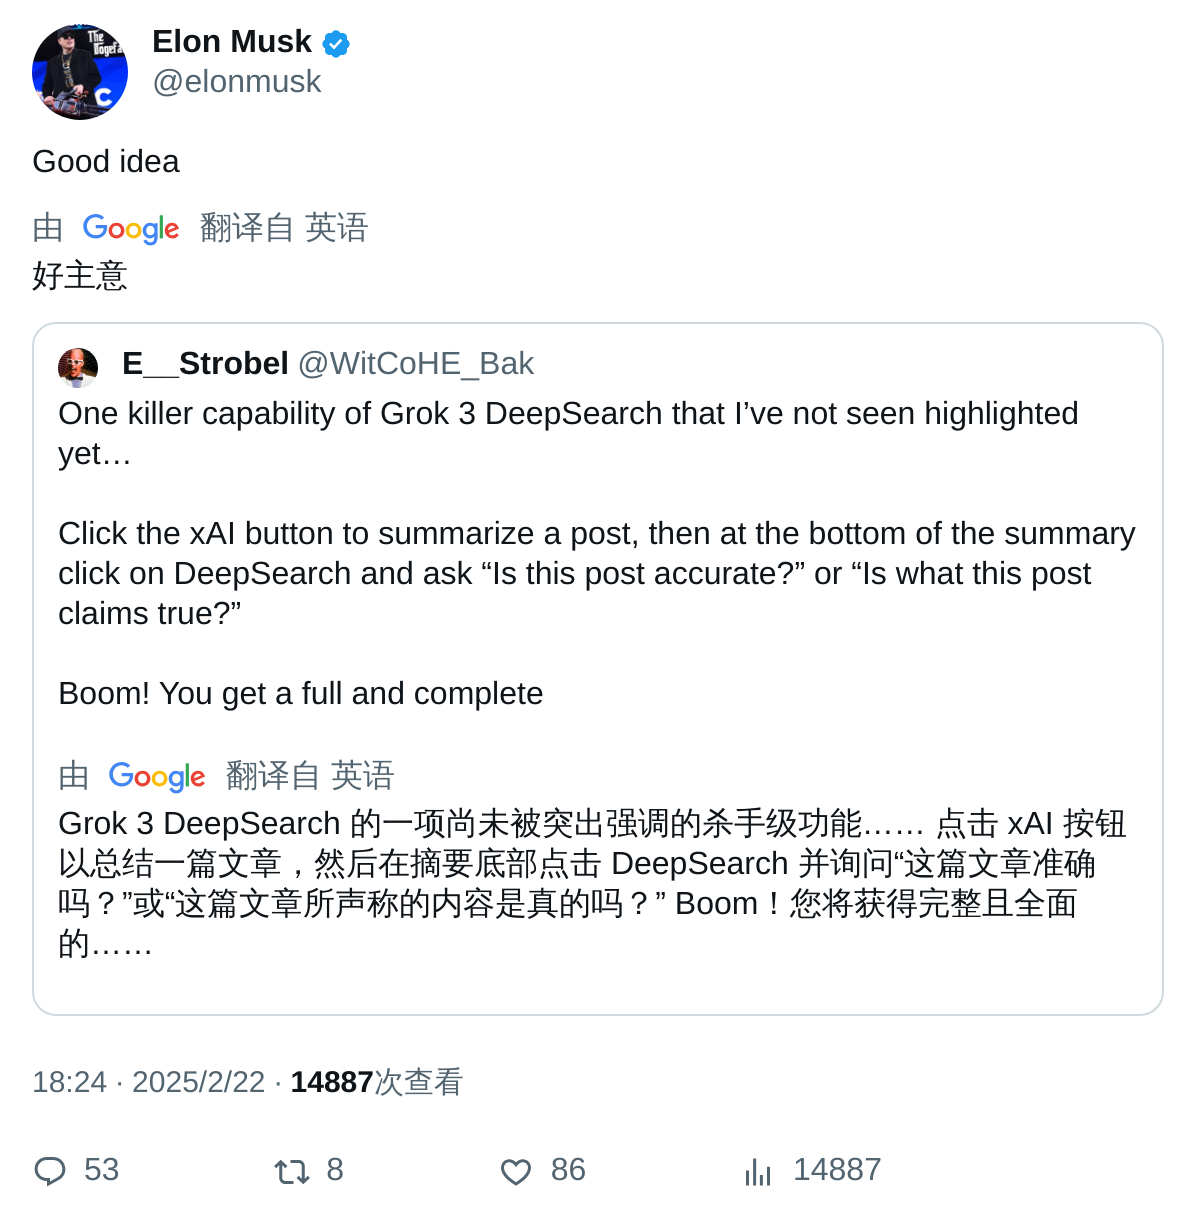 The
Dogefa
C
Elon Musk
@elonmusk
Good idea
由 Google 翻译自 英语
好主意
E__Strobel @WitCoHE_Bak
One killer capability of Grok 3 DeepSearch that I’ve not seen highlighted
yet…
Click the xAI button to summarize a post, then at the bottom of the summary
click on DeepSearch and ask “Is this post accurate?” or “Is what this post
claims true?”
Boom! You get a full and complete
由 Google 翻译自 英语
Grok 3 DeepSearch 的一项尚未被突出强调的杀手级功能…… 点击 xAI 按钮
以总结一篇文章，然后在摘要底部点击 DeepSearch 并询问“这篇文章准确
吗？”或“这篇文章所声称的内容是真的吗？” Boom！您将获得完整且全面
的……
18:24 · 2025/2/22 · 14887次查看
53 8 86 14887